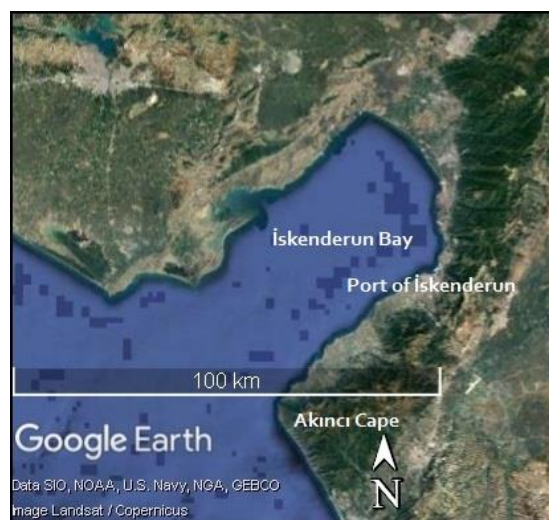 İskenderun Bay
Port of İskenderun
100 km
Akıncı Cape
Google Earth
N
Data SIO, NOAA, U.S. Navy, NGA, GEBCO
Image Landsat / Copernicus